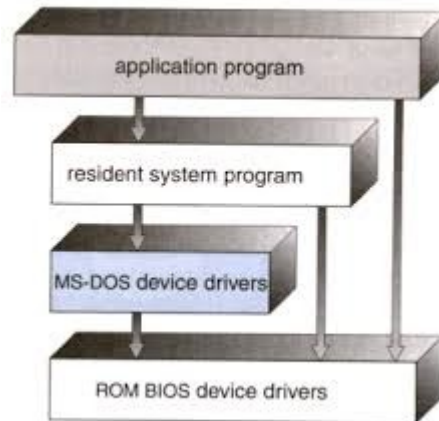 application program
resident system program
MS-DOS device drivers
ROM BIOS device drivers